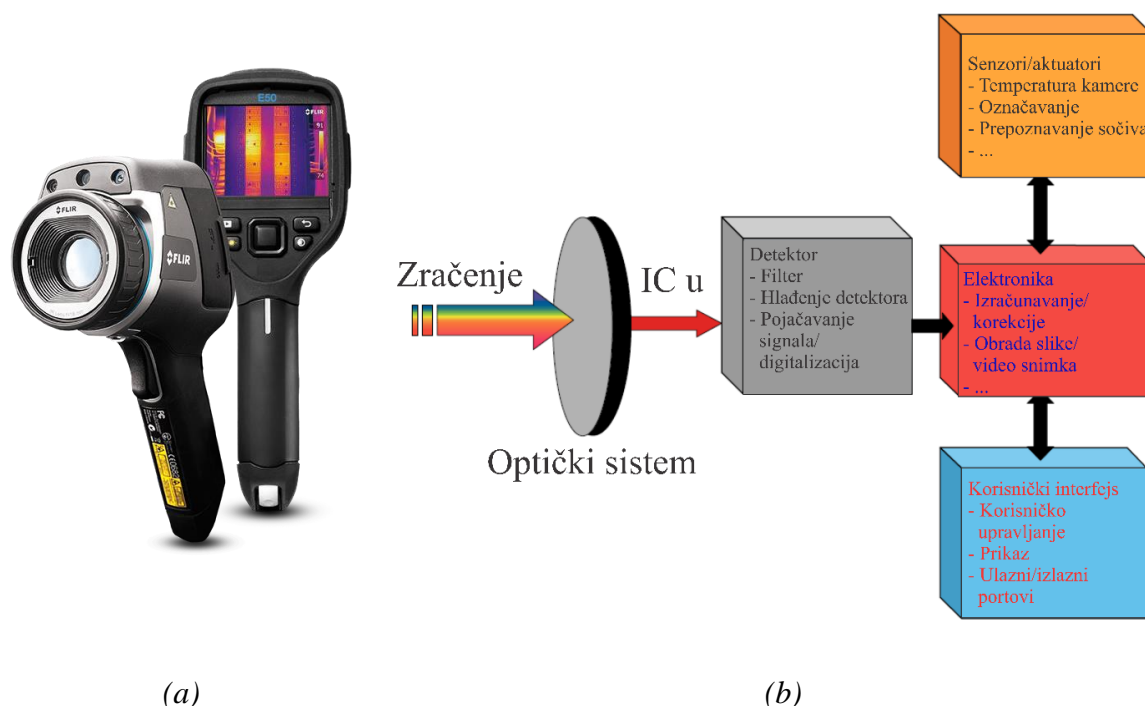 E50
FLIR
FLIR
FLIR
Zračenje
IC u
Optički sistem
Detektor
- Filter
- Hlađenje detektora
- Pojačavanje
signala/
digitalizacija
Senzori/aktuatori
- Temperatura kamere
- Označavanje
- Prepoznavanje sočiva
- ...
Elektronika
- Izračunavanje/
korekcije
- Obrada slike/
video snimka
- ...
Korisnički interfejs
- Korisničko
upravljanje
- Prikaz
- Ulazni/izlazni
portovi
(a)
(b)